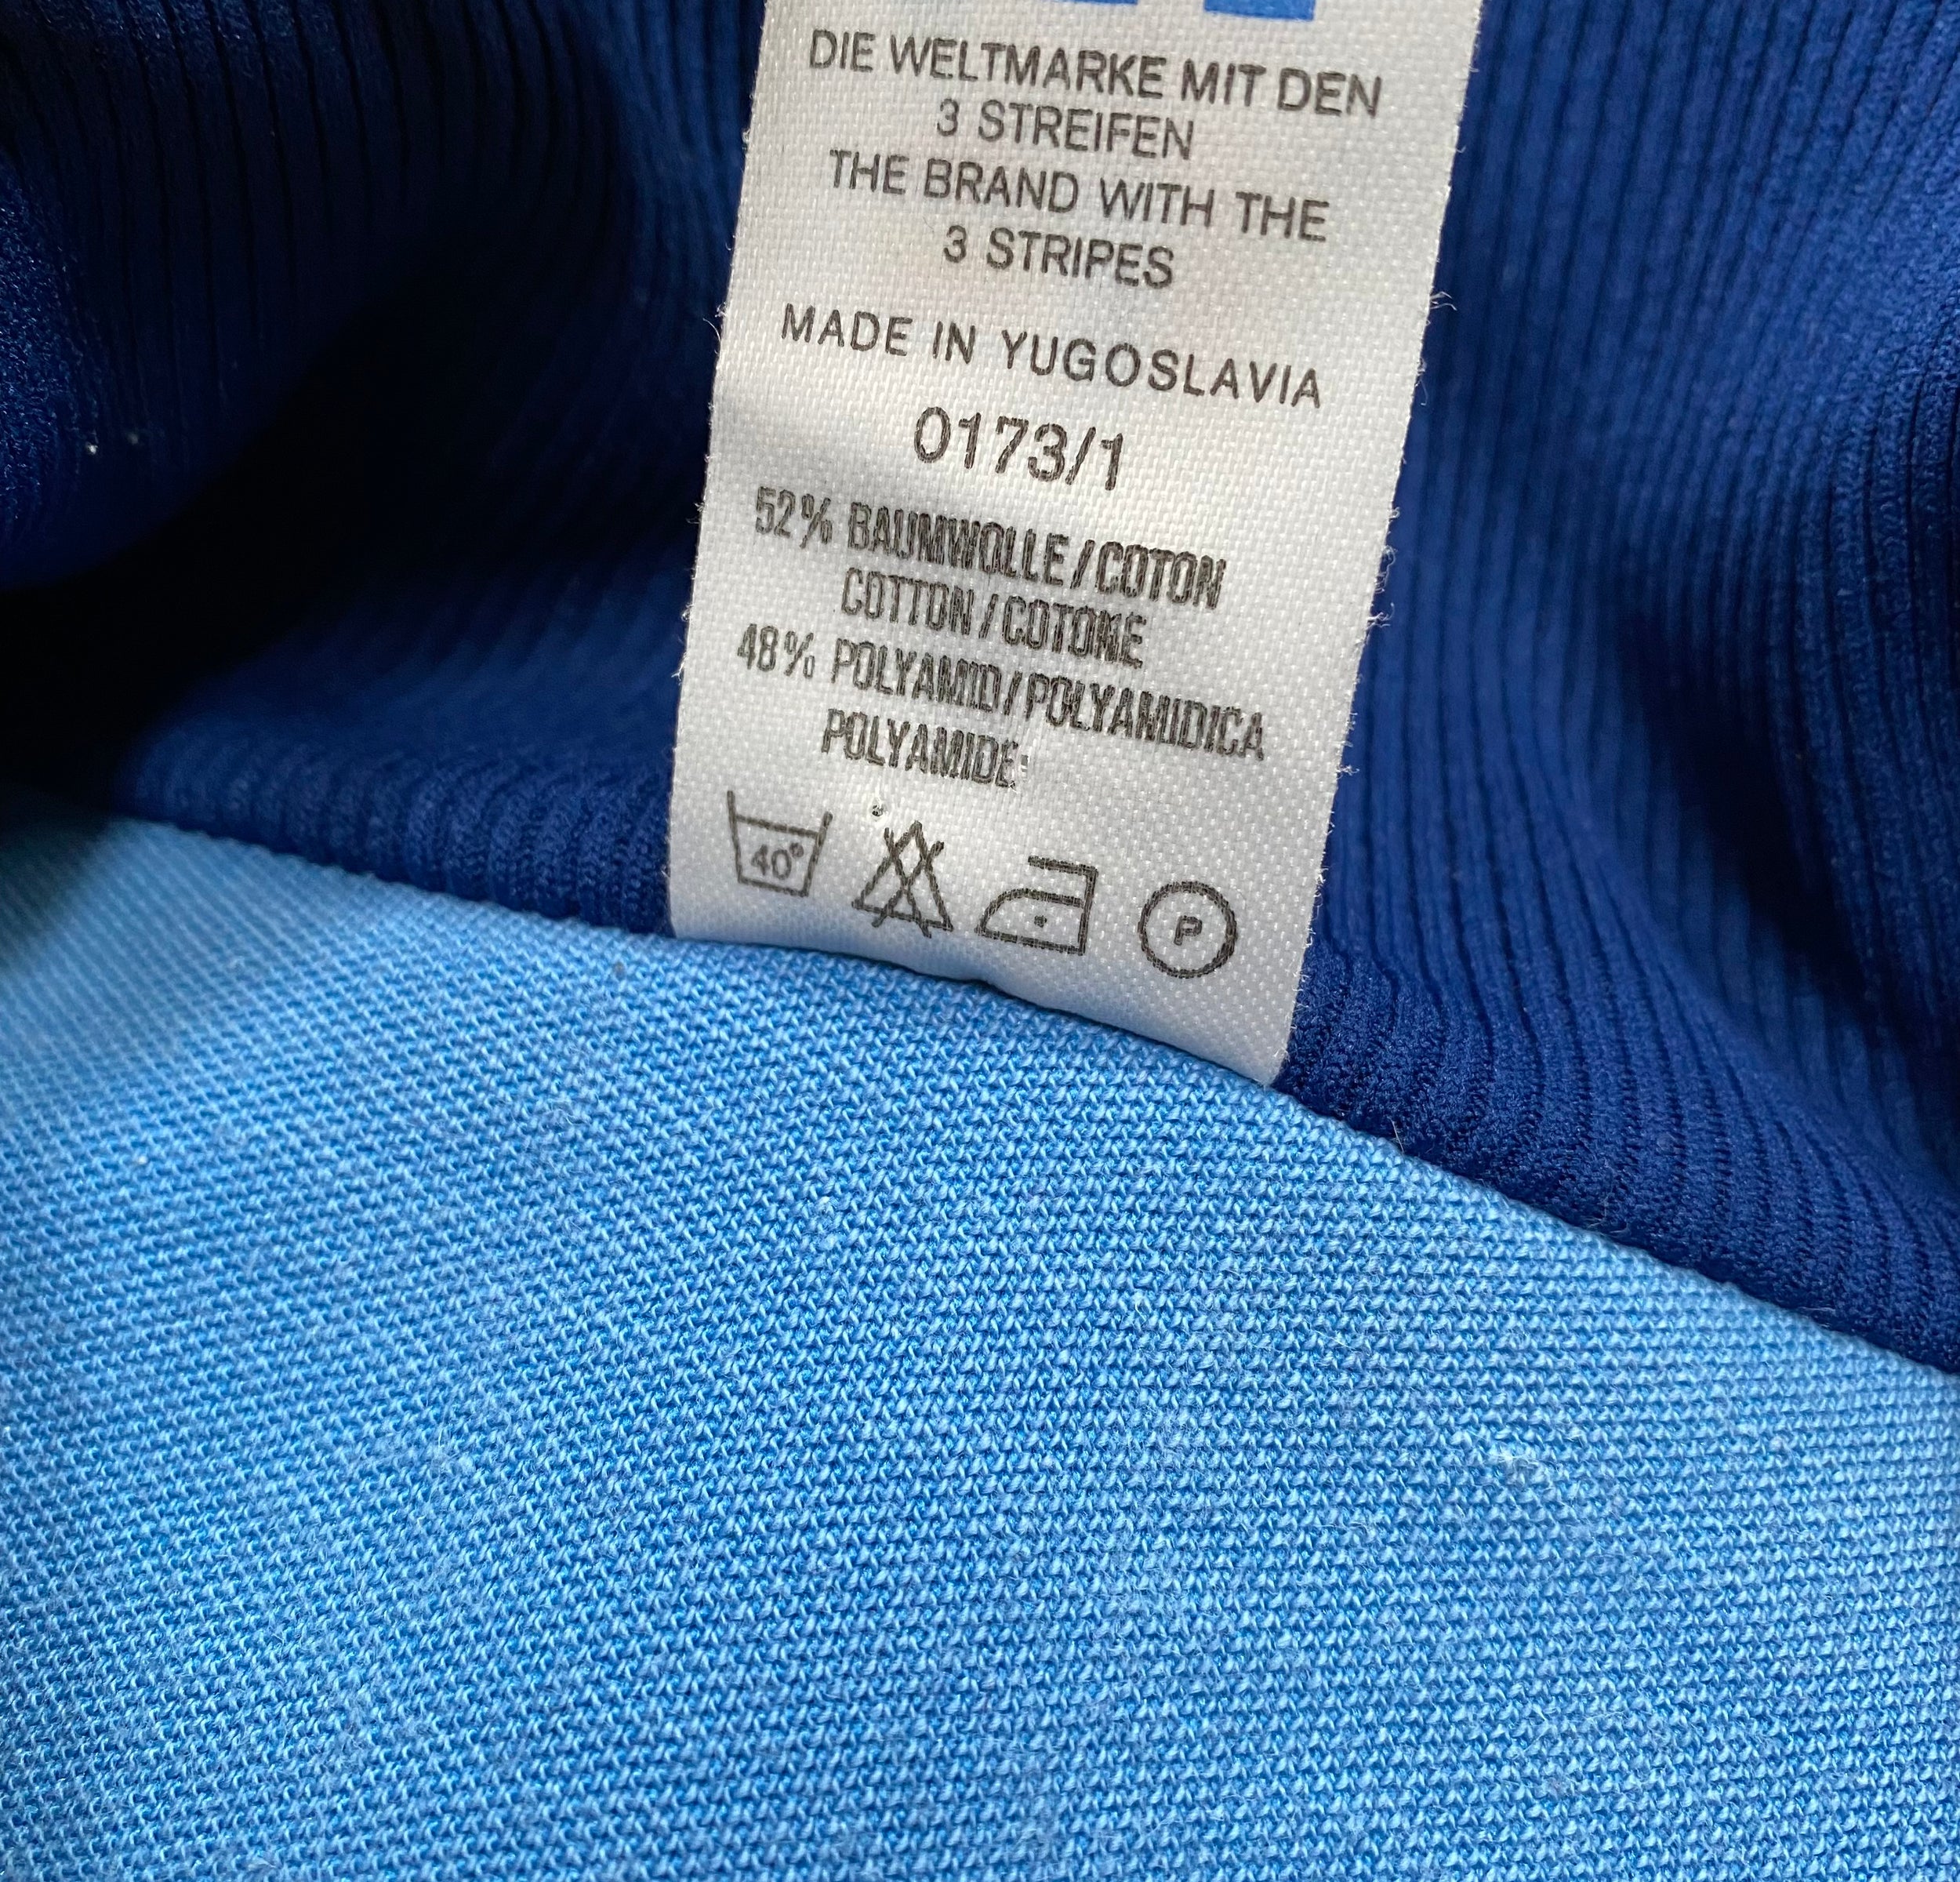 DIE WELTMARKE MIT DEN
3 STREIFEN
THE BRAND WITH THE
3 STRIPES
MADE IN YUGOSLAVIA
0173/1
52% BAUMWOLLE/COTON
COTTON/COTONE
48% POLYAMID/POLYAMIDICA
POLYAMIDE
40°
P